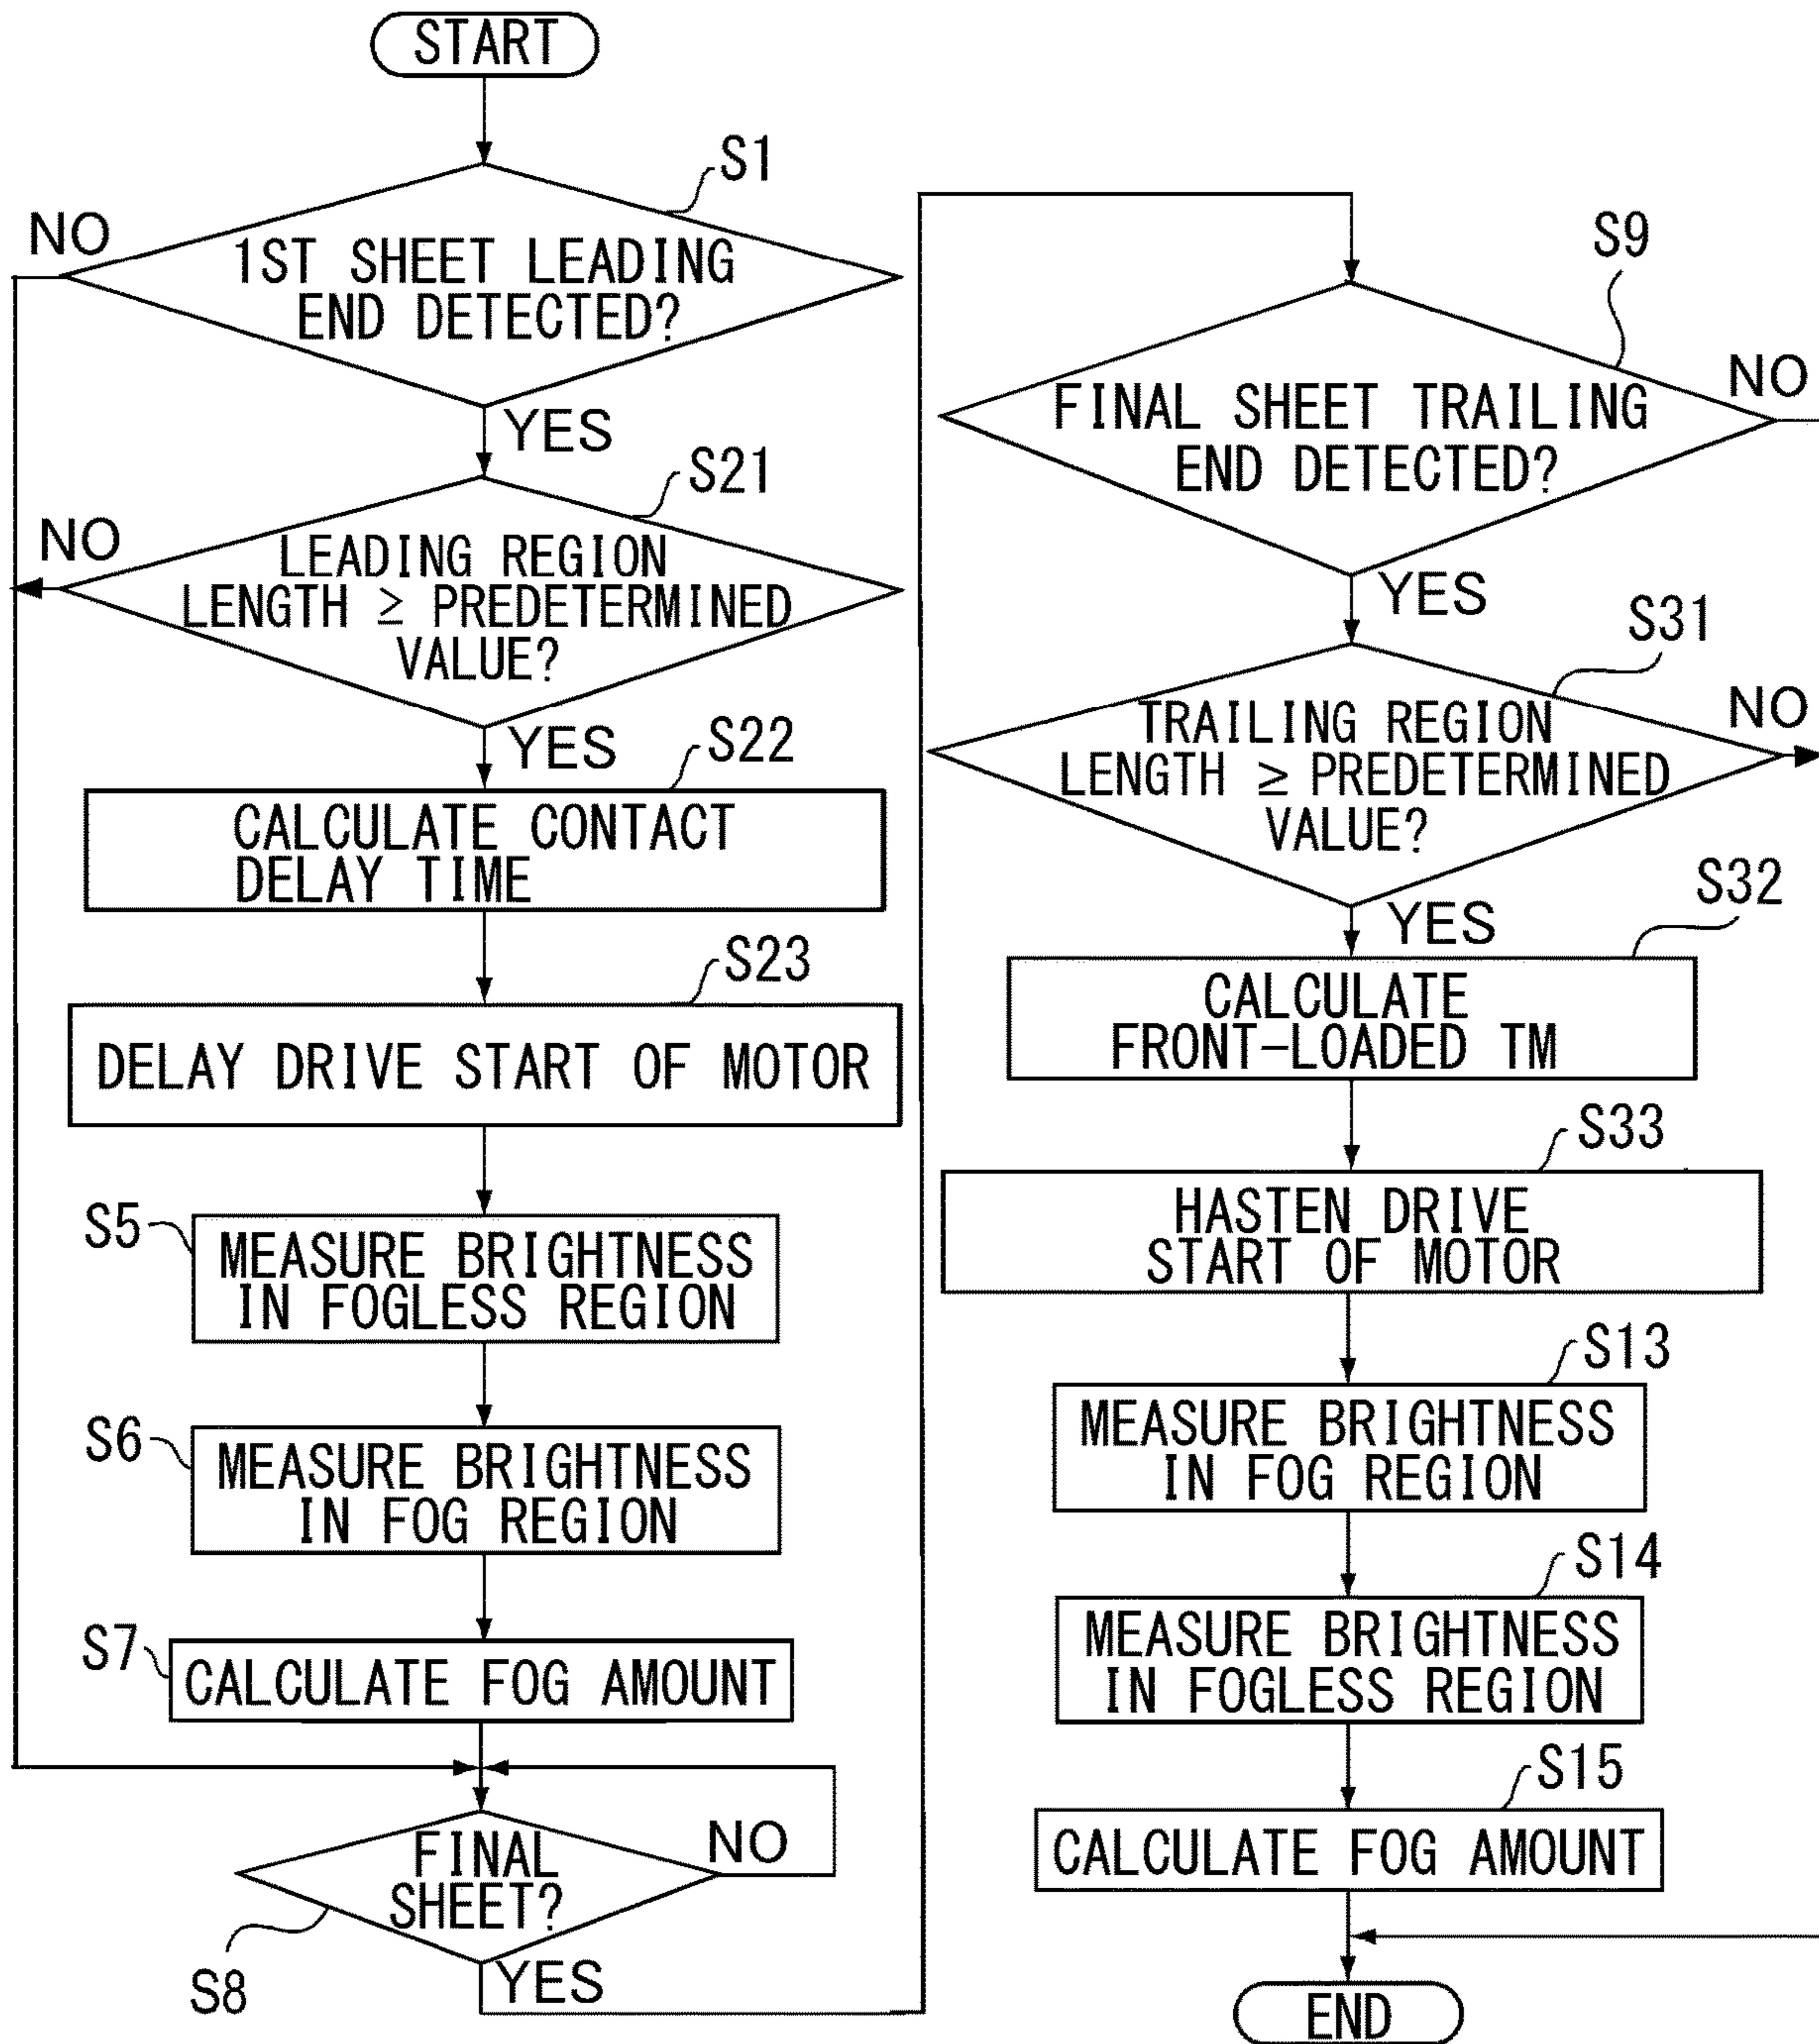 START
S1
NO
1ST SHEET LEADING
END DETECTED?
YES
S21
NO
LEADING REGION
LENGTH ≥ PREDETERMINED
VALUE?
YES
S22
CALCULATE CONTACT
DELAY TIME
S23
DELAY DRIVE START OF MOTOR
S5
MEASURE BRIGHTNESS
IN FOGLESS REGION
S6
MEASURE BRIGHTNESS
IN FOG REGION
S7
CALCULATE FOG AMOUNT
FINAL
SHEET?
NO
S8
YES
S9
FINAL SHEET TRAILING
END DETECTED?
NO
YES
S31
TRAILING REGION
LENGTH ≥ PREDETERMINED
VALUE?
NO
YES
S32
CALCULATE
FRONT-LOADED TM
S33
HASTEN DRIVE
START OF MOTOR
S13
MEASURE BRIGHTNESS
IN FOG REGION
S14
MEASURE BRIGHTNESS
IN FOGLESS REGION
S15
CALCULATE FOG AMOUNT
END